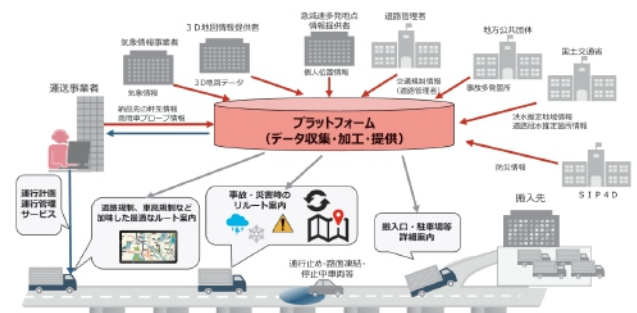 気象情報事業者
3D地図情報提供者
急減速多発地点
情報提供者
道路管理者
地方公共団体
国土交通省
運送事業者
気象情報
3D地図データ
個人位置情報
交通規制情報
(道路管理者)
事故多発箇所
納品先の軒先情報
商用車プローブ情報
プラットフォーム
(データ収集・加工・提供)
洪水推定地域情報
道路冠水推定箇所情報
防災情報
SIP4D
運行計画
運行管理
サービス
道路規制、車高規制など
加味した最適なルート案内
事故・災害時の
リルート案内
搬入口・駐車場等
詳細案内
搬入先
通行止め・路面凍結・
停止中車両等